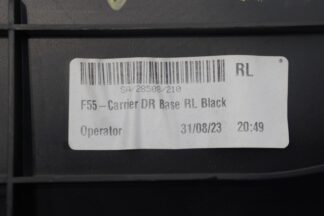 RL
SA/28508/210
F55-Carrier DR Base RL Black
Operator 31/08/23 20:49